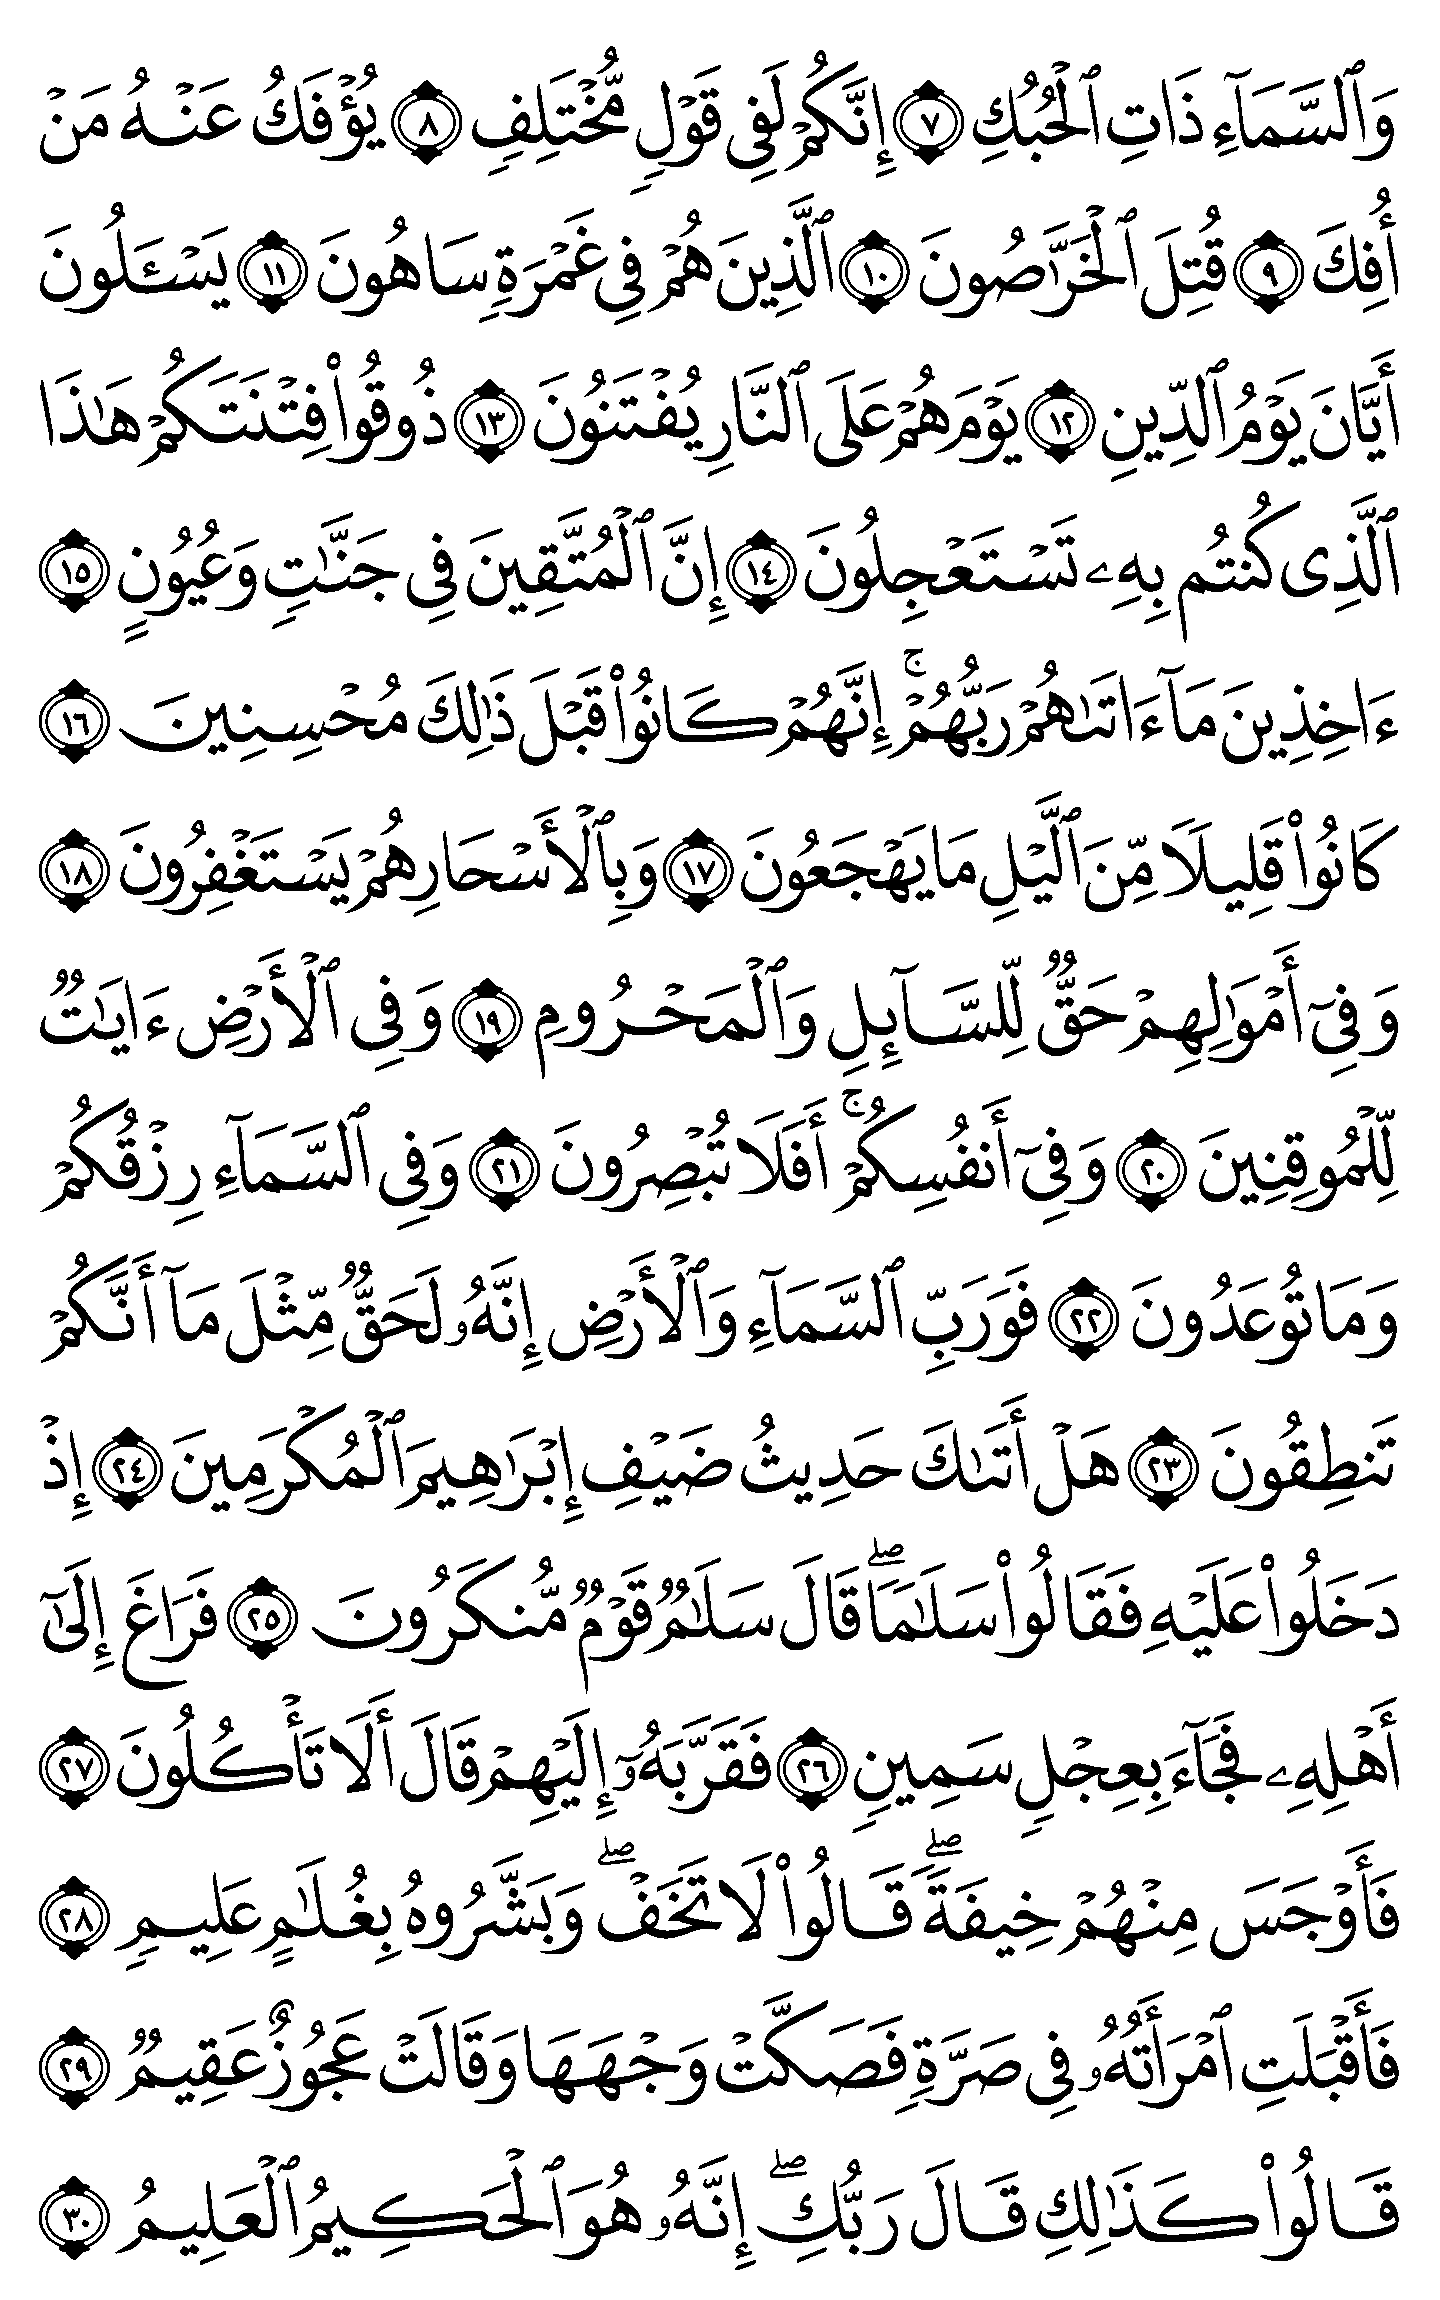 وَٱلسَّمَآءِ ذَاتِ ٱلْحُبُكِ ٧ إِنَّكُمْ لَفِى قَوْلٍ مُّخْتَلِفٍ ٨ يُؤْفَكُ عَنْهُ مَنْ
أُفِكَ ٩ قُتِلَ ٱلْخَرَّٰصُونَ ١٠ ٱلَّذِينَ هُمْ فِى غَمْرَةٍ سَاهُونَ ١١ يَسْـَٔلُونَ
أَيَّانَ يَوْمُ ٱلدِّينِ ١٢ يَوْمَ هُمْ عَلَى ٱلنَّارِ يُفْتَنُونَ ١٣ ذُوقُوا۟ فِتْنَتَكُمْ هَـٰذَا
ٱلَّذِى كُنتُم بِهِۦ تَسْتَعْجِلُونَ ١٤ إِنَّ ٱلْمُتَّقِينَ فِى جَنَّـٰتٍ وَعُيُونٍ ١٥
ءَاخِذِينَ مَآ ءَاتَىٰهُمْ رَبُّهُمْ ۚ إِنَّهُمْ كَانُوا۟ قَبْلَ ذَٰلِكَ مُحْسِنِينَ ١٦
كَانُوا۟ قَلِيلًا مِّنَ ٱلَّيْلِ مَا يَهْجَعُونَ ١٧ وَبِٱلْأَسْحَارِ هُمْ يَسْتَغْفِرُونَ ١٨
وَفِىٓ أَمْوَٰلِهِمْ حَقٌّ لِّلسَّآئِلِ وَٱلْمَحْرُومِ ١٩ وَفِى ٱلْأَرْضِ ءَايَـٰتٌ
لِّلْمُوقِنِينَ ٢٠ وَفِىٓ أَنفُسِكُمْ ۚ أَفَلَا تُبْصِرُونَ ٢١ وَفِى ٱلسَّمَآءِ رِزْقُكُمْ
وَمَا تُوعَدُونَ ٢٢ فَوَرَبِّ ٱلسَّمَآءِ وَٱلْأَرْضِ إِنَّهُۥ لَحَقٌّ مِّثْلَ مَآ أَنَّكُمْ
تَنطِقُونَ ٢٣ هَلْ أَتَىٰكَ حَدِيثُ ضَيْفِ إِبْرَٰهِيمَ ٱلْمُكْرَمِينَ ٢٤ إِذْ
دَخَلُوا۟ عَلَيْهِ فَقَالُوا۟ سَلَـٰمًا ۖ قَالَ سَلَـٰمٌ قَوْمٌ مُّنكَرُونَ ٢٥ فَرَاغَ إِلَىٰٓ
أَهْلِهِۦ فَجَآءَ بِعِجْلٍ سَمِينٍ ٢٦ فَقَرَّبَهُۥٓ إِلَيْهِمْ قَالَ أَلَا تَأْكُلُونَ ٢٧
فَأَوْجَسَ مِنْهُمْ خِيفَةً ۖ قَالُوا۟ لَا تَخَفْ ۖ وَبَشَّرُوهُ بِغُلَـٰمٍ عَلِيمٍ ٢٨
فَأَقْبَلَتِ ٱمْرَأَتُهُۥ فِى صَرَّةٍ فَصَكَّتْ وَجْهَهَا وَقَالَتْ عَجُوزٌ عَقِيمٌ ٢٩
قَالُوا۟ كَذَٰلِكِ قَالَ رَبُّكِ ۖ إِنَّهُۥ هُوَ ٱلْحَكِيمُ ٱلْعَلِيمُ ٣٠